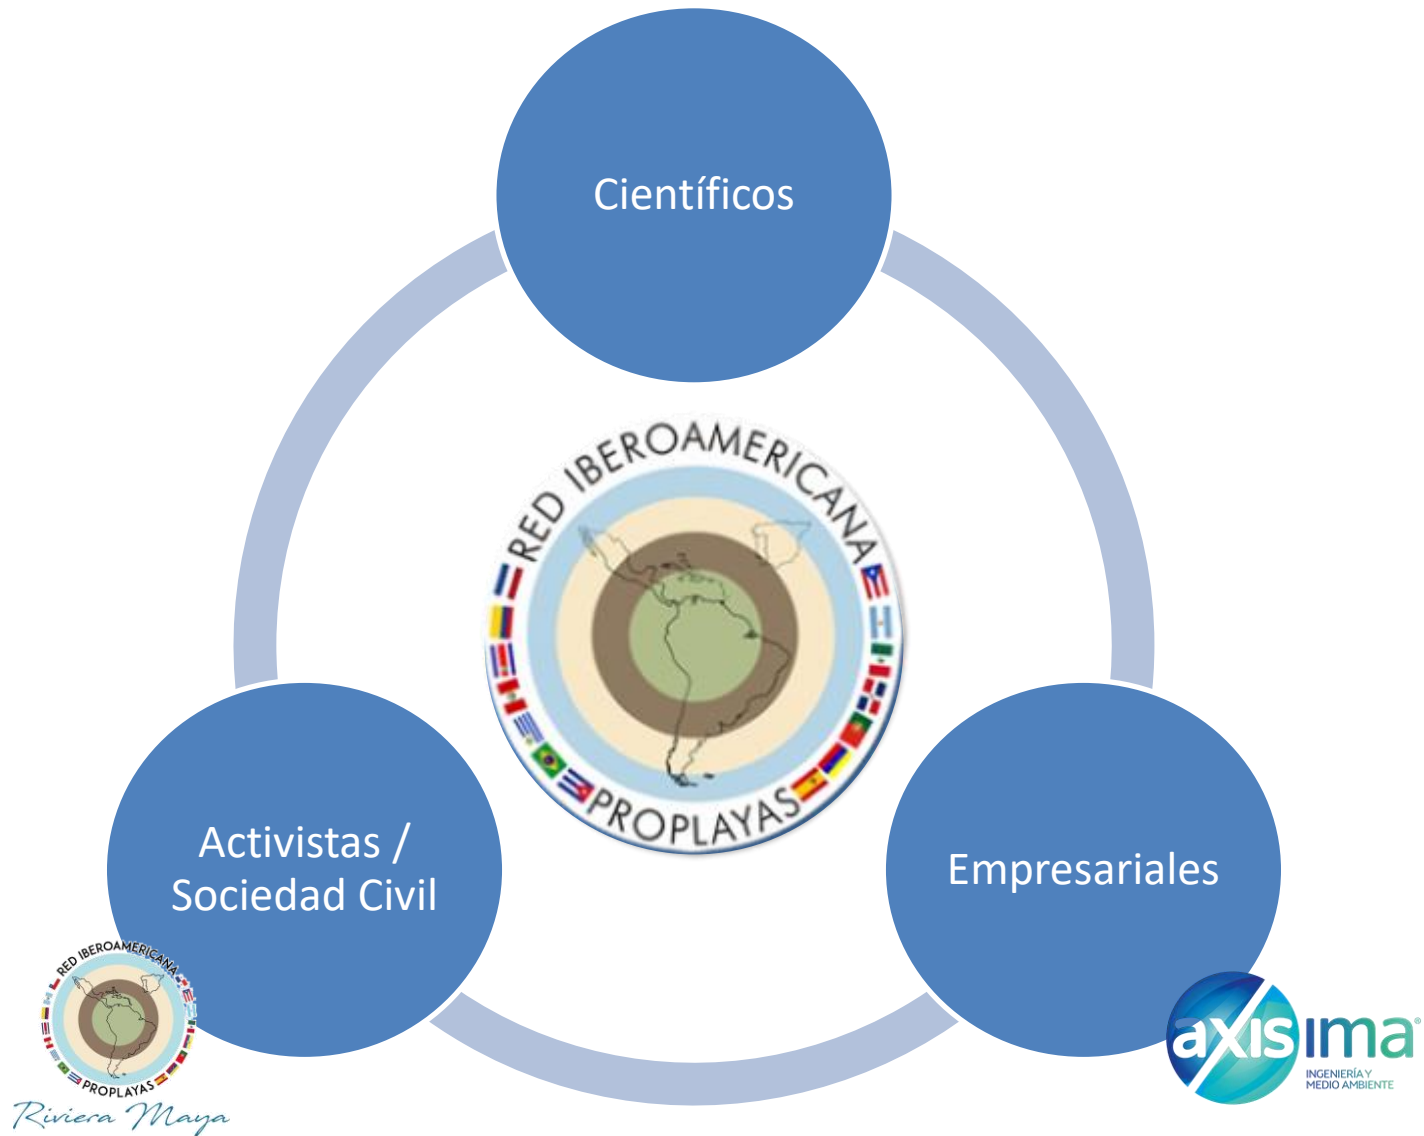 Científicos
RED IBEROAMERICANA
PROPLAYAS
Activistas /
Sociedad Civil
Empresariales
RED IBEROAMERICANA
PROPLAYAS
Riviera Maya
axisima®
INGENIERÍA Y
MEDIO AMBIENTE